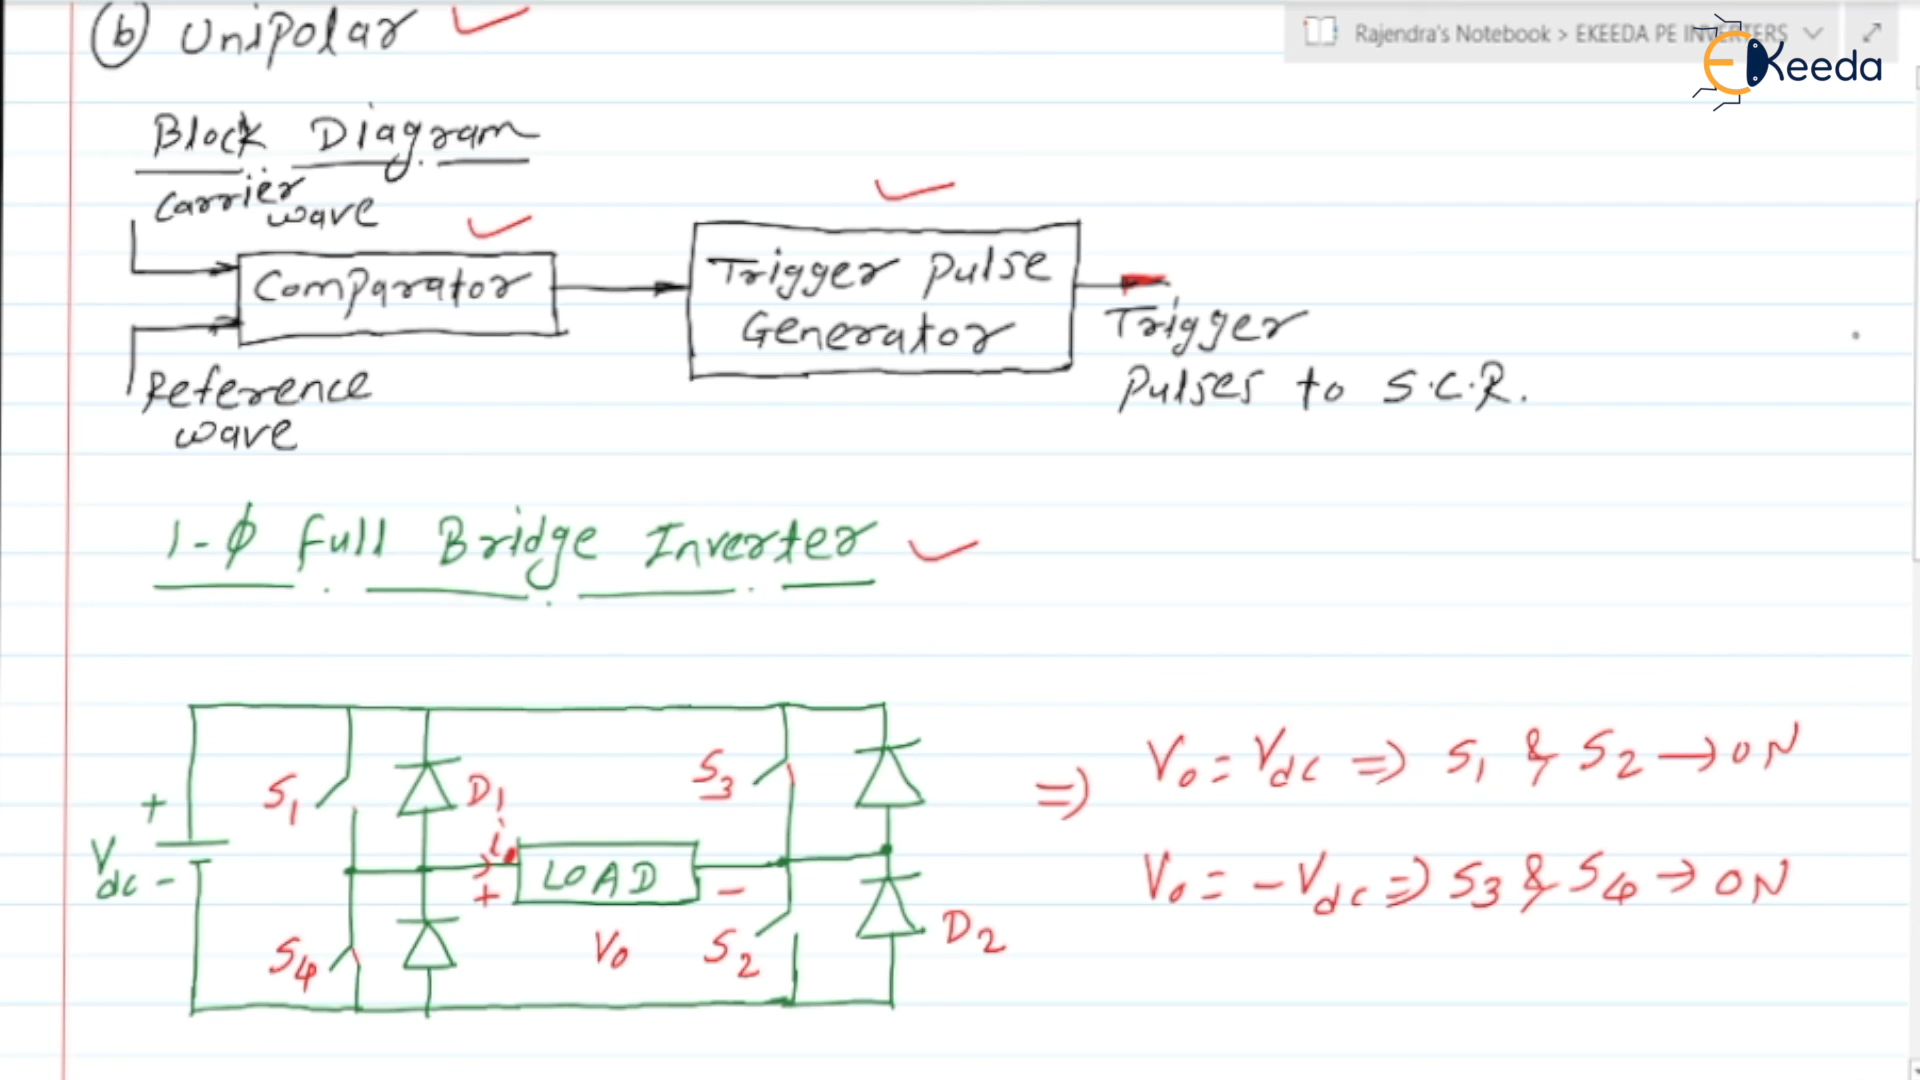 (b) Unipolar
Rajendra's Notebook > EKEEDA PE INVERTERS
EKeeda
Block Diagram
Carrier
wave
Comparator
Trigger Pulse
Generator
Trigger
Pulses to S.C.R.
Reference
wave
1-ϕ Full Bridge Inverter
S1
D1
S3
+
Vdc -
i
LOAD
+
-
S4
V0
S2
D2
=> V0 = Vdc => S1 & S2 → ON
V0 = - Vdc => S3 & S4 → ON